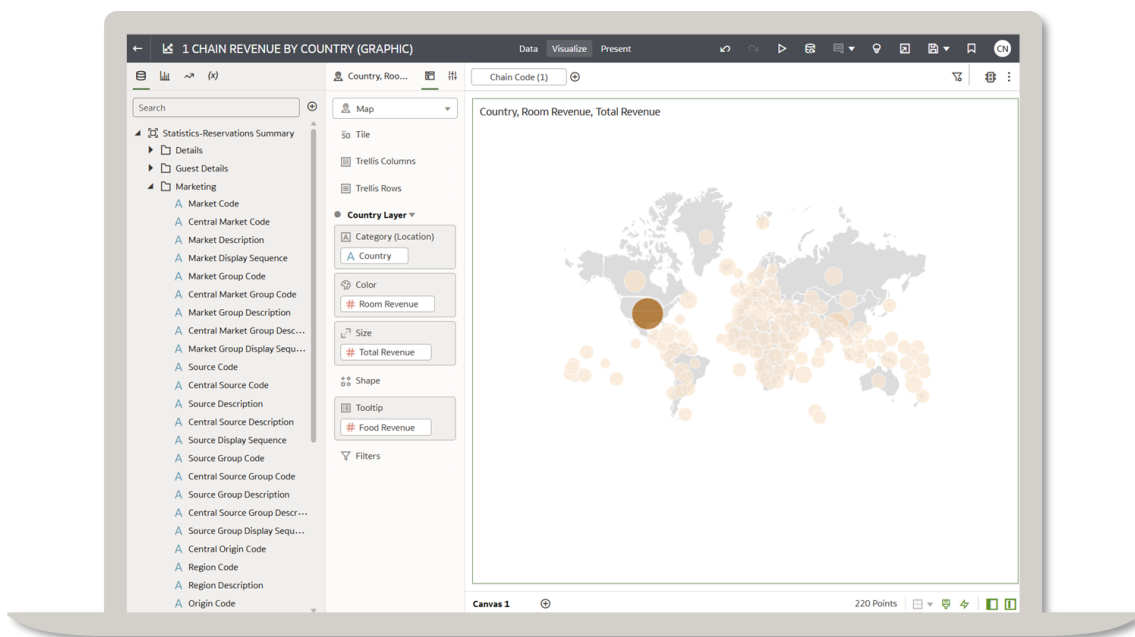 1 CHAIN REVENUE BY COUNTRY (GRAPHIC)
Data Visualize Present
CN
(x)
Country, Roo...
Chain Code (1)
Search
Statistics-Reservations Summary
Details
Guest Details
Marketing
Market Code
Central Market Code
Market Description
Market Display Sequence
Market Group Code
Central Market Group Code
Market Group Description
Central Market Group Desc...
Market Group Display Sequ...
Source Code
Central Source Code
Source Description
Central Source Description
Source Display Sequence
Source Group Code
Central Source Group Code
Source Group Description
Central Source Group Descr...
Source Group Display Sequ...
Central Origin Code
Region Code
Region Description
Origin Code
Map
50 Tile
Trellis Columns
Trellis Rows
Country Layer
Category (Location)
A Country
Color
# Room Revenue
Size
# Total Revenue
Shape
Tooltip
# Food Revenue
Filters
Country, Room Revenue, Total Revenue
Canvas 1
220 Points